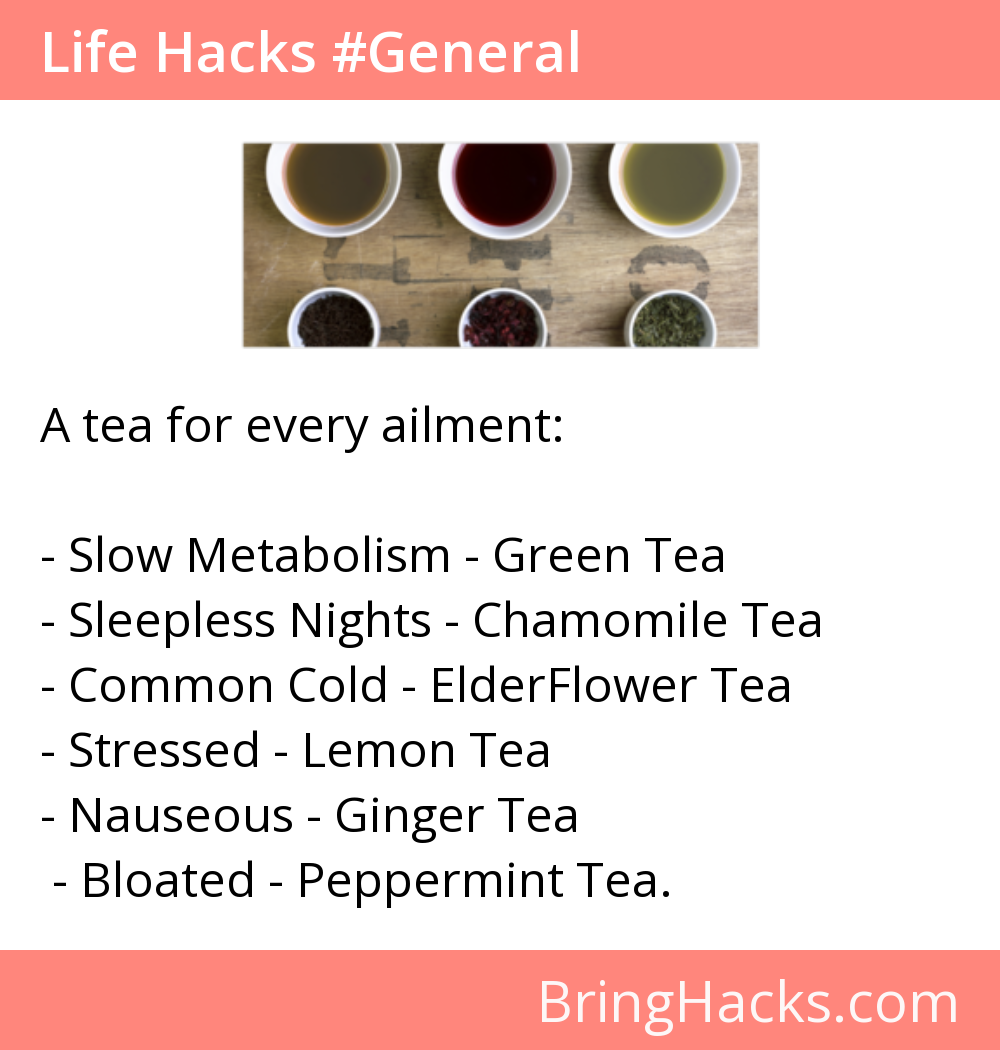 Life Hacks #General
A tea for every ailment:
- Slow Metabolism - Green Tea
- Sleepless Nights - Chamomile Tea
- Common Cold - ElderFlower Tea
- Stressed - Lemon Tea
- Nauseous - Ginger Tea
- Bloated - Peppermint Tea.
BringHacks.com